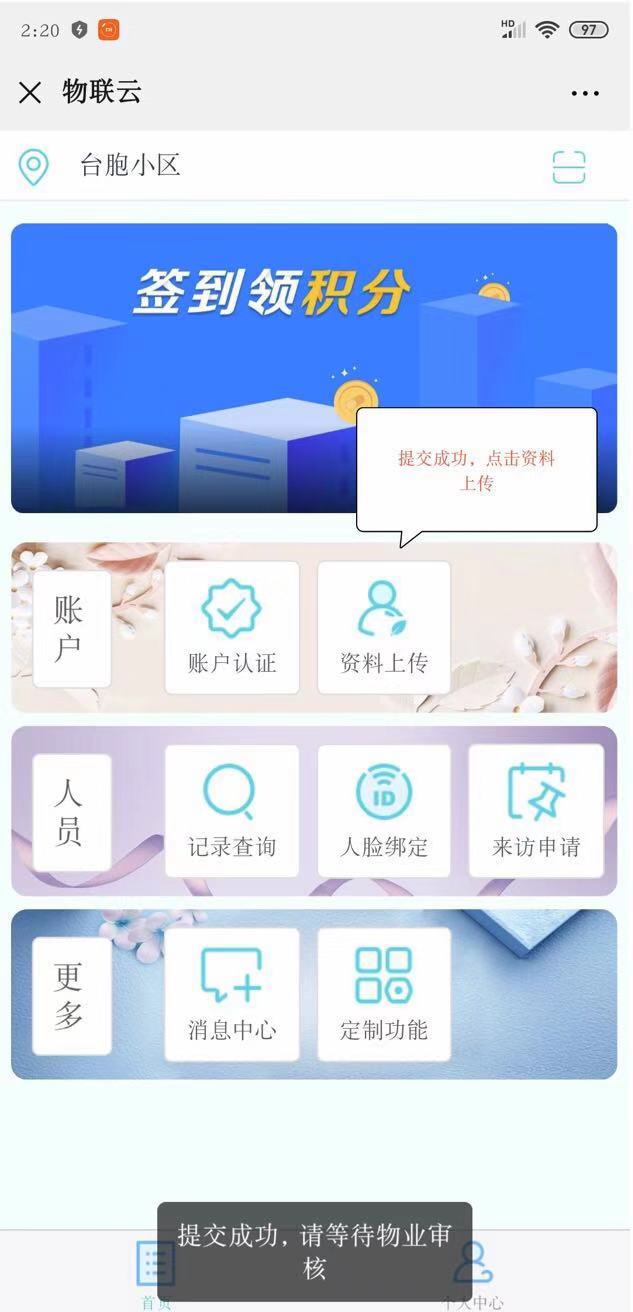 2:20
HD
97
物联云
台胞小区
签到领积分
提交成功，点击资料
上传
账
户
账户认证
资料上传
人
员
记录查询
ID
人脸绑定
来访申请
更
多
消息中心
定制功能
提交成功, 请等待物业审
核
首页
个人中心